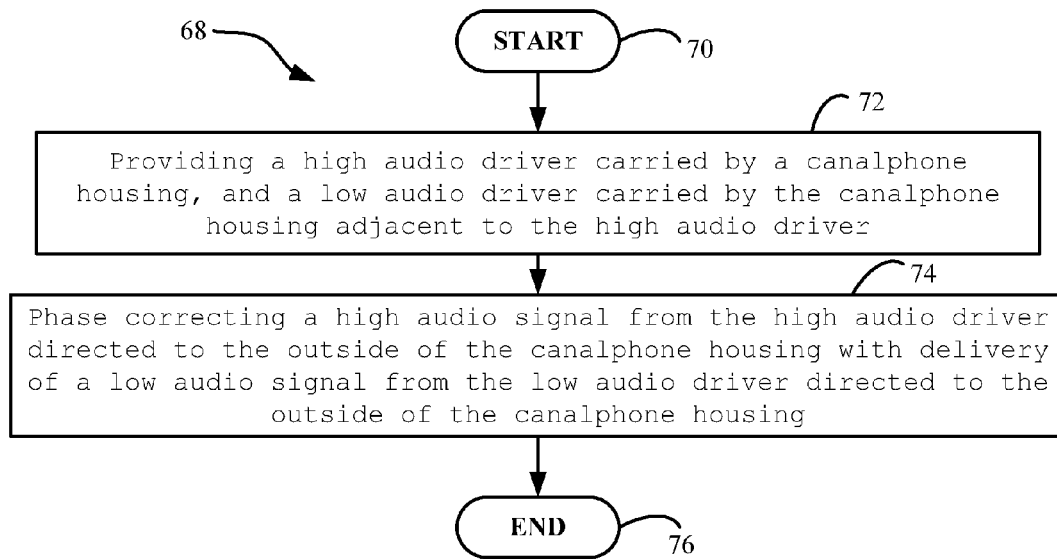 68
START
70
72
Providing a high audio driver carried by a canalphone
housing, and a low audio driver carried by the canalphone
housing adjacent to the high audio driver
74
Phase correcting a high audio signal from the high audio driver
directed to the outside of the canalphone housing with delivery
of a low audio signal from the low audio driver directed to the
outside of the canalphone housing
END
76